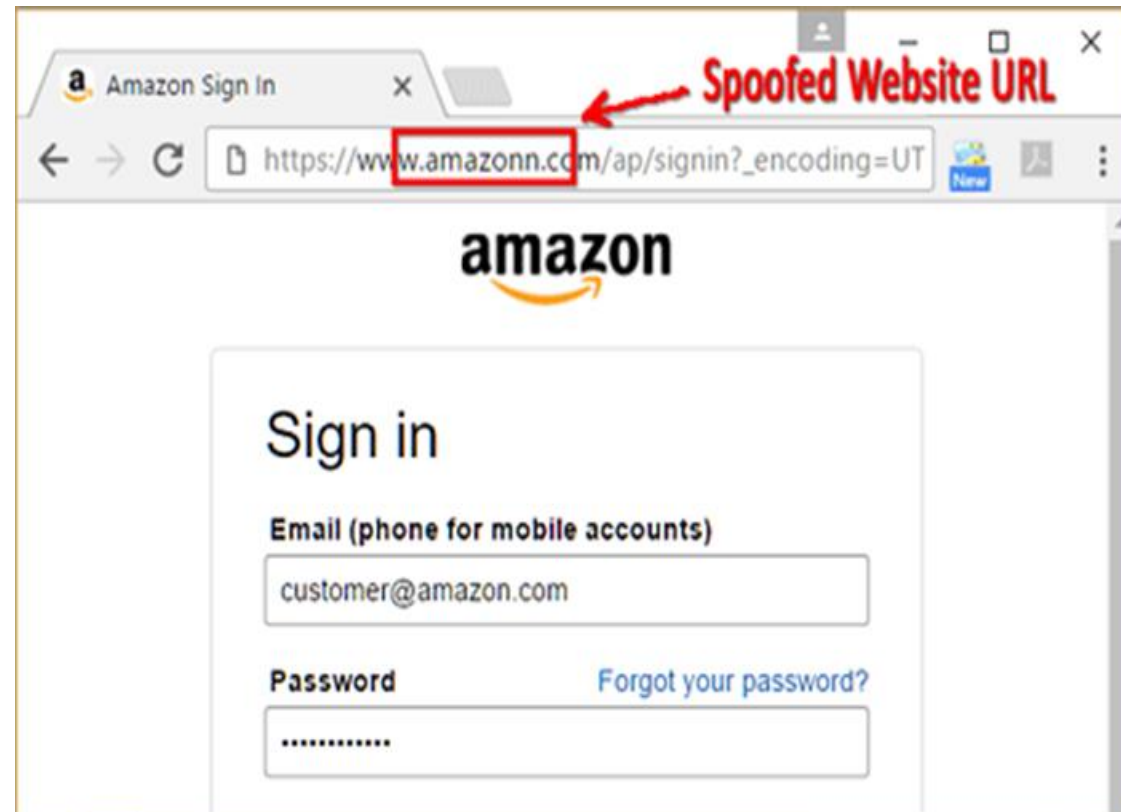 Amazon Sign In
Spoofed Website URL
https://www.amazonn.com/ap/signin?_encoding=UT
New
amazon
Sign in
Email (phone for mobile accounts)
customer@amazon.com
Password Forgot your password?
••••••••••••